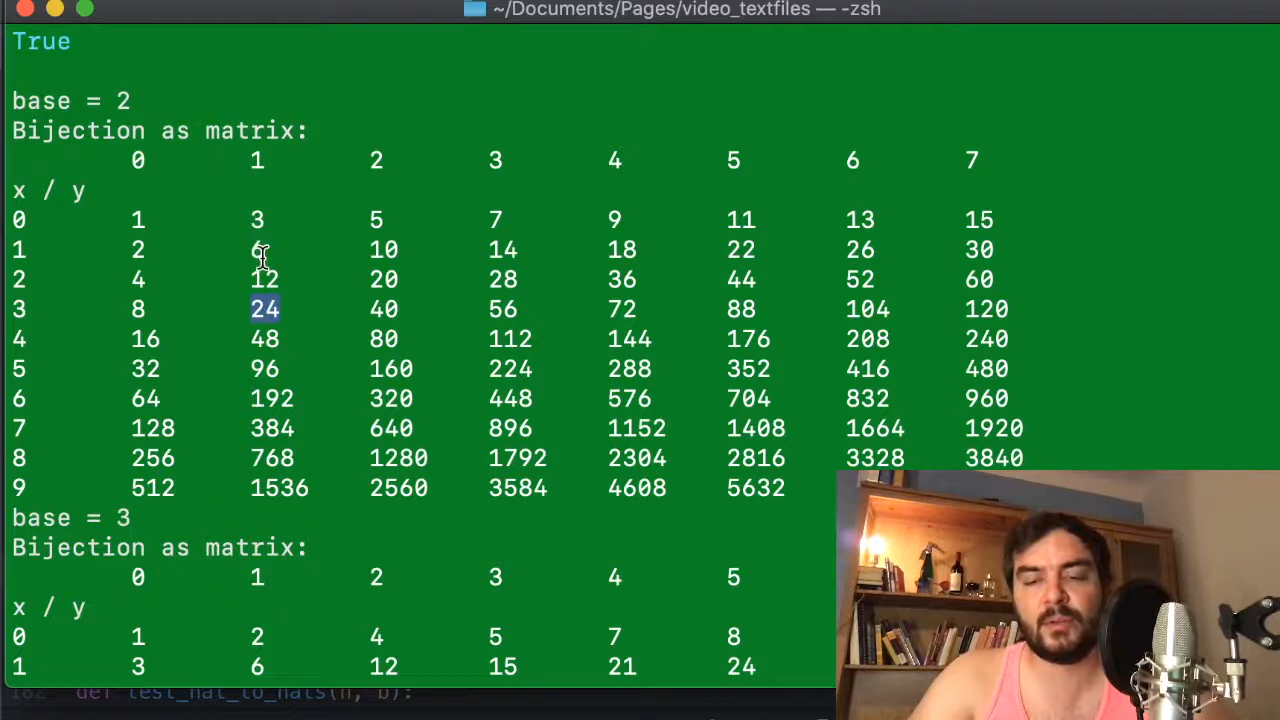 ~/Documents/Pages/video_textfiles — -zsh
True
base = 2
Bijection as matrix:
0 1 2 3 4 5 6 7
x / y
0 1 3 5 7 9 11 13 15
1 2 6 10 14 18 22 26 30
2 4 12 20 28 36 44 52 60
3 8 24 40 56 72 88 104 120
4 16 48 80 112 144 176 208 240
5 32 96 160 224 288 352 416 480
6 64 192 320 448 576 704 832 960
7 128 384 640 896 1152 1408 1664 1920
8 256 768 1280 1792 2304 2816 3328 3840
9 512 1536 2560 3584 4608 5632
base = 3
Bijection as matrix:
0 1 2 3 4 5
x / y
0 1 2 4 5 7 8
1 3 6 12 15 21 24
182 def test_nat_to_nats(n, b):